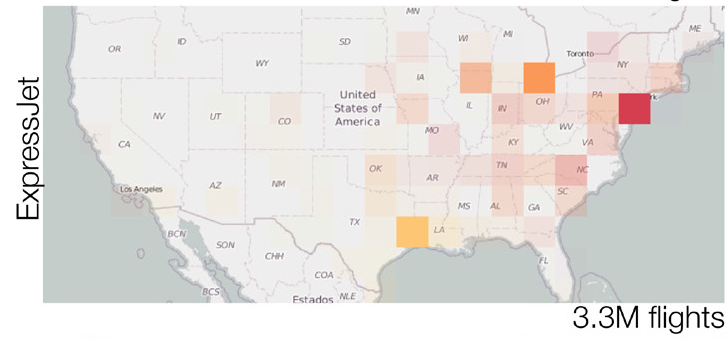 ExpressJet
MN
ME
OR
ID
SD
WI
MI
Toronto
WY
NY
IA
United
States of
America
NV
UT
CO
IL
IN
OH
PA
rk
MO
WV
CA
KY
VA
Los Angeles
AZ
NM
OK
AR
TN
NC
SC
TX
MS
AL
GA
LA
BCN
SON
CHH
FL
COA
BCS
Estados
NLE
3.3M flights